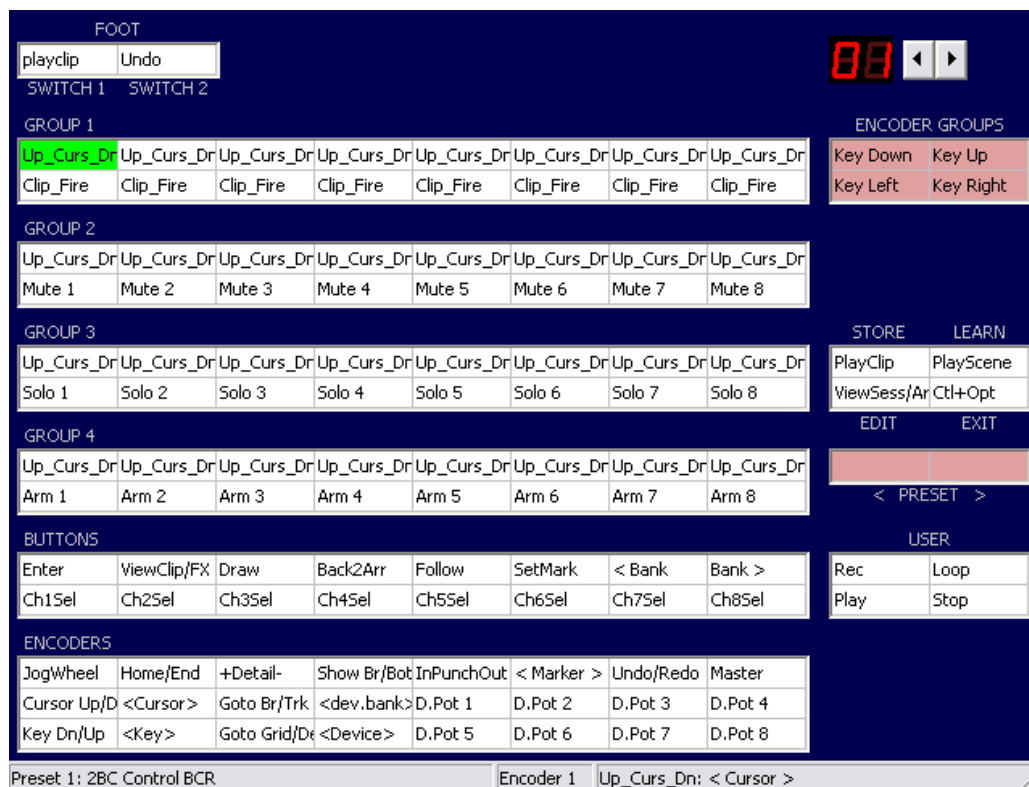 FOOT
playclip Undo
SWITCH 1 SWITCH 2
01
GROUP 1
Up_Curs_Dr Up_Curs_Dr Up_Curs_Dr Up_Curs_Dr Up_Curs_Dr Up_Curs_Dr Up_Curs_Dr Up_Curs_Dn
Clip_Fire Clip_Fire Clip_Fire Clip_Fire Clip_Fire Clip_Fire Clip_Fire Clip_Fire
ENCODER GROUPS
Key Down Key Up
Key Left Key Right
GROUP 2
Up_Curs_Dr Up_Curs_Dr Up_Curs_Dr Up_Curs_Dr Up_Curs_Dr Up_Curs_Dr Up_Curs_Dr Up_Curs_Dn
Mute 1 Mute 2 Mute 3 Mute 4 Mute 5 Mute 6 Mute 7 Mute 8
GROUP 3
Up_Curs_Dr Up_Curs_Dr Up_Curs_Dr Up_Curs_Dr Up_Curs_Dr Up_Curs_Dr Up_Curs_Dr Up_Curs_Dn
Solo 1 Solo 2 Solo 3 Solo 4 Solo 5 Solo 6 Solo 7 Solo 8
STORE LEARN
PlayClip PlayScene
ViewSess/Ar Ctl+Opt
EDIT EXIT
GROUP 4
Up_Curs_Dr Up_Curs_Dr Up_Curs_Dr Up_Curs_Dr Up_Curs_Dr Up_Curs_Dr Up_Curs_Dr Up_Curs_Dn
Arm 1 Arm 2 Arm 3 Arm 4 Arm 5 Arm 6 Arm 7 Arm 8
< PRESET >
BUTTONS
Enter ViewClip/FX Draw Back2Arr Follow SetMark < Bank Bank >
Ch1Sel Ch2Sel Ch3Sel Ch4Sel Ch5Sel Ch6Sel Ch7Sel Ch8Sel
USER
Rec Loop
Play Stop
ENCODERS
JogWheel Home/End +Detail- Show Br/Bot InPunchOut < Marker > Undo/Redo Master
Cursor Up/D <Cursor> Goto Br/Trk <dev.bank> D.Pot 1 D.Pot 2 D.Pot 3 D.Pot 4
Key Dn/Up <Key> Goto Grid/De <Device> D.Pot 5 D.Pot 6 D.Pot 7 D.Pot 8
Preset 1: 2BC Control BCR Encoder 1 Up_Curs_Dn: < Cursor >